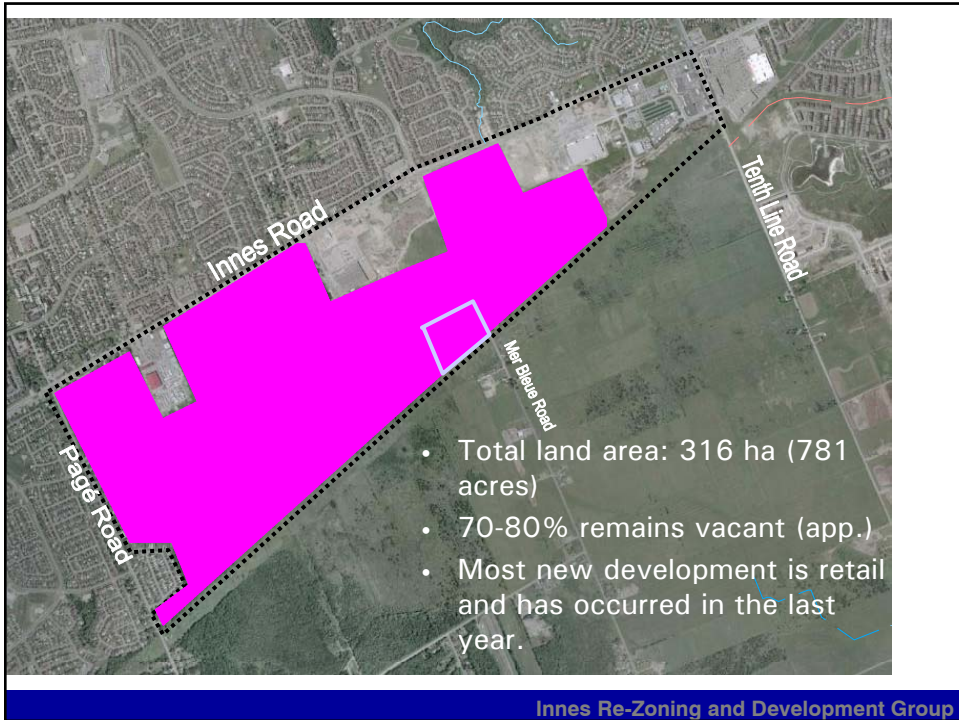 Innes Road
Tenth Line Road
Mer Bleue Road
Pagé Road
• Total land area: 316 ha (781
acres)
• 70-80% remains vacant (app.)
• Most new development is retail
and has occurred in the last
year.
Innes Re-Zoning and Development Group